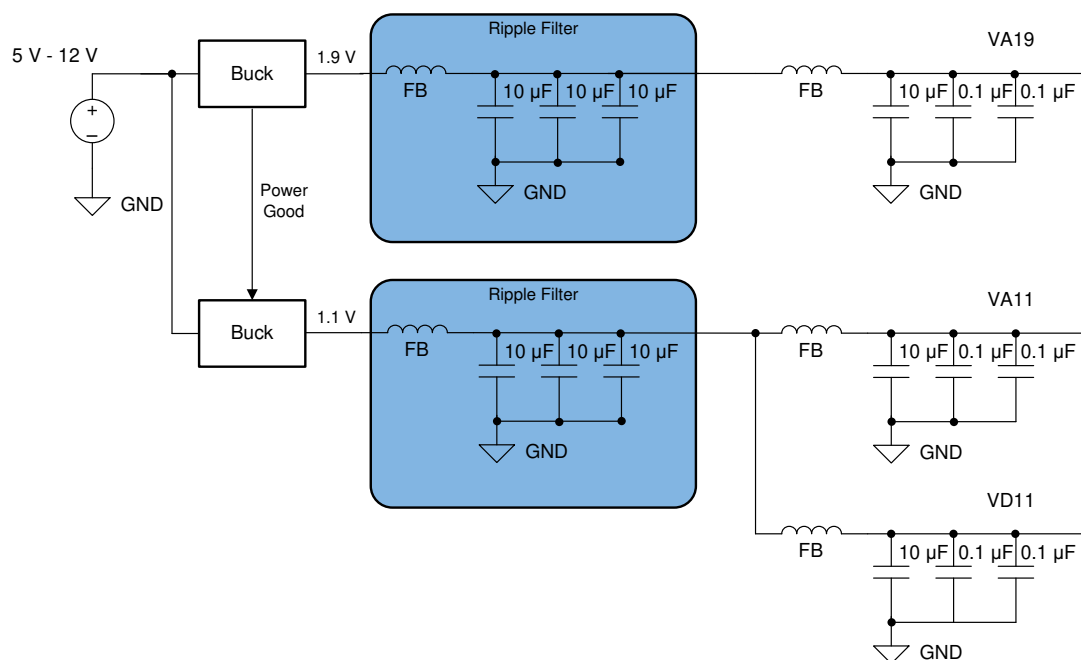 Ripple Filter
5 V - 12 V
Buck
1.9 V
VA19
FB
10 µF 10 µF 10 µF
FB
10 µF 0.1 µF 0.1 µF
+
–
GND
Power
Good
GND
GND
Ripple Filter
Buck
1.1 V
VA11
FB
10 µF 10 µF 10 µF
FB
10 µF 0.1 µF 0.1 µF
GND
GND
VD11
FB
10 µF 0.1 µF 0.1 µF
GND